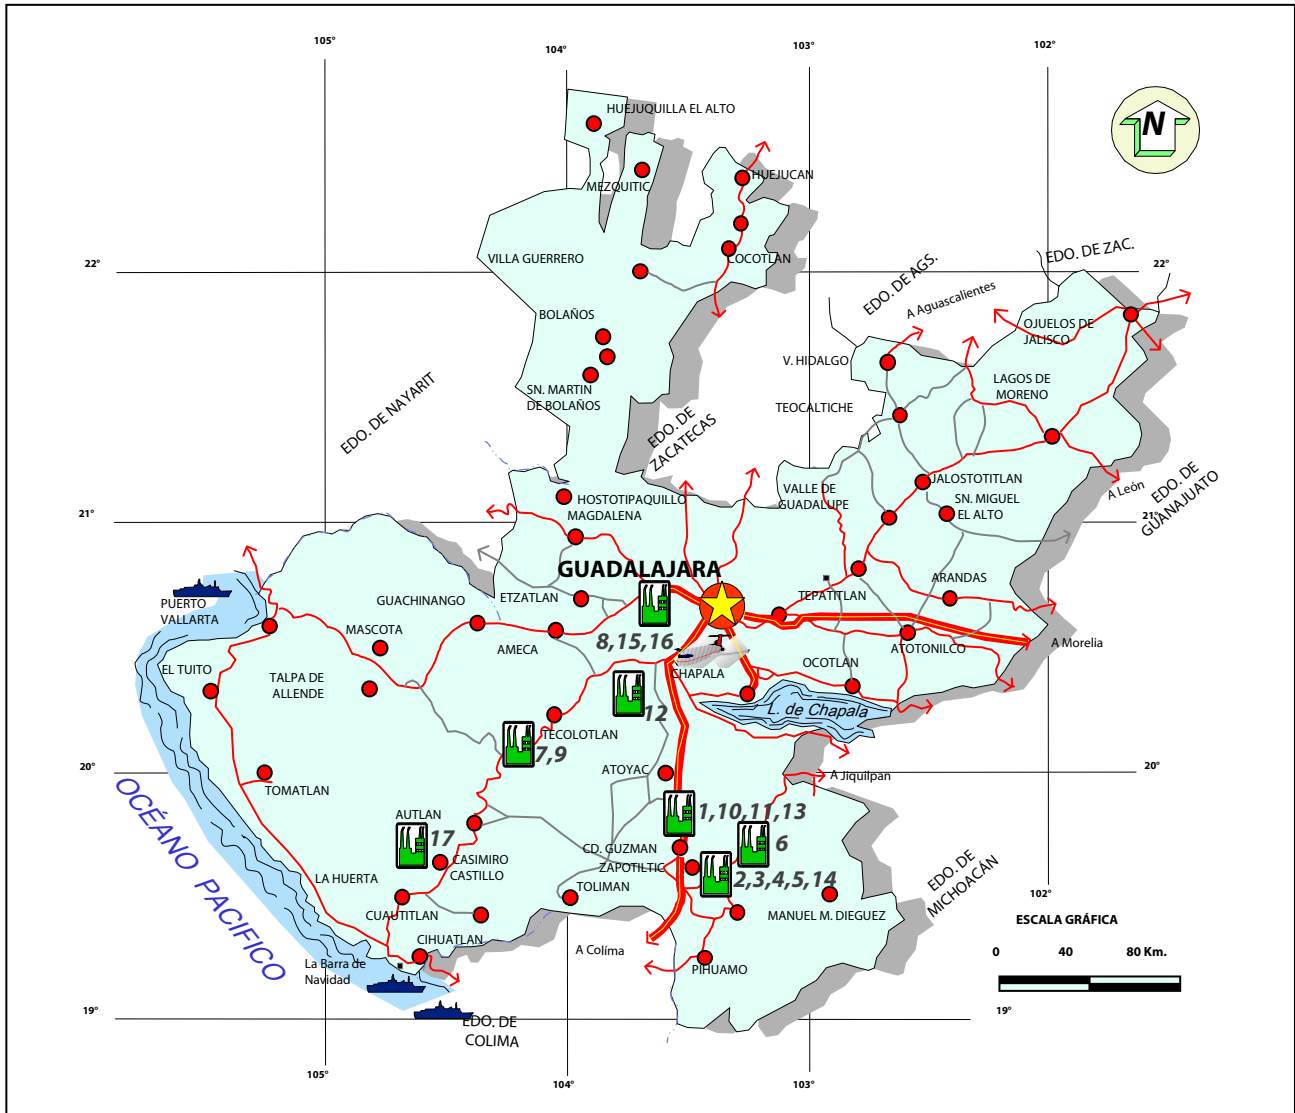 105°
104°
103°
102°
HUEJUQUILLA EL ALTO
N
MEZQUITIC
HUEJUCAN
EDO. DE ZAC.
VILLA GUERRERO
COCOTLAN
22°
22°
EDO. DE AGS.
A Aguascalientes
BOLAÑOS
OJUELOS DE
JALISCO
V. HIDALGO
SN. MARTIN
DE BOLAÑOS
LAGOS DE
MORENO
EDO. DE NAYARIT
TEOCALTICHE
EDO. DE
ZACATECAS
JALOSTOTITLAN
VALLE DE
GUADALUPE
A León
EDO. DE
GUANAJUATO
HOSTOTIPAQUILLO
SN. MIGUEL
EL ALTO
MAGDALENA
21°
21°
GUADALAJARA
ARANDAS
PUERTO
VALLARTA
GUACHINANGO
ETZATLAN
TEPATITLAN
MASCOTA
AMECA
8,15,16
ATOTONILCO
A Morelia
EL TUITO
TALPA DE
ALLENDE
CHAPALA
OCOTLAN
12
L. de Chapala
TECOLOTLAN
7,9
20°
ATOYAC
20°
A Jiquilpan
TOMATLAN
OCÉANO PACIFICO
AUTLAN
17
1,10,11,13
6
CD. GUZMAN
CASIMIRO
CASTILLO
ZAPOTILTIC
LA HUERTA
2,3,4,5,14
EDO. DE
MICHOACÁN
102°
TOLIMAN
CUAUTITLAN
MANUEL M. DIEGUEZ
ESCALA GRÁFICA
CIHUATLAN
A Colíma
0 40 80 Km.
La Barra de
Navidad
PIHUAMO
19°
19°
EDO. DE
COLIMA
105°
104°
103°